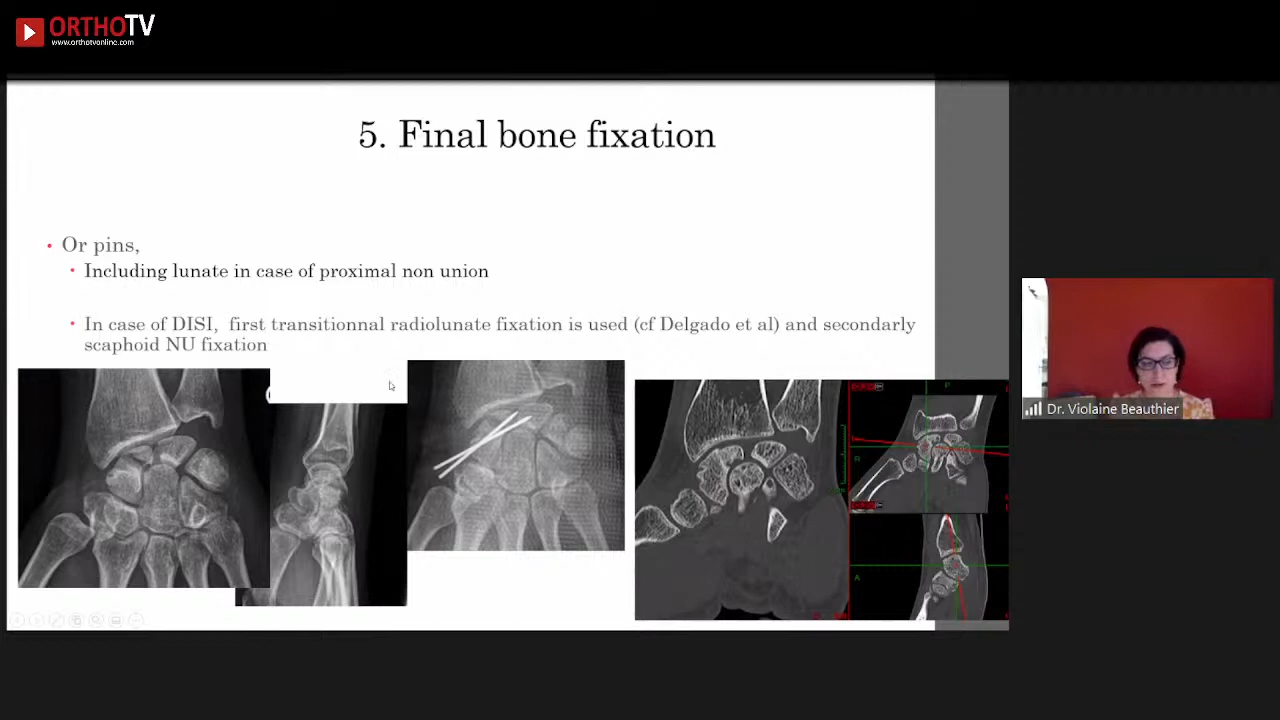 ORTHOTV
www.orthotvonline.com
5. Final bone fixation
• Or pins,
• Including lunate in case of proximal non union
• In case of DISI, first transitionnal radiolunate fixation is used (cf Delgado et al) and secondarly
scaphoid NU fixation
P
R
A
Dr. Violaine Beauthier